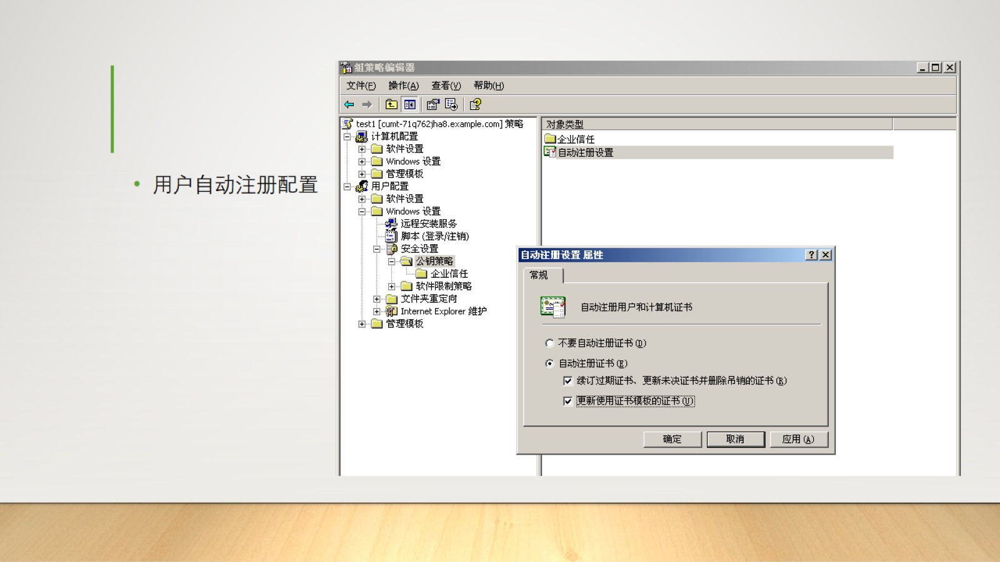 用户自动注册配置
组策略编辑器
文件(F) 操作(A) 查看(V) 帮助(H)
test1 [cumt-71q762jha8.example.com] 策略
计算机配置
软件设置
Windows 设置
管理模板
用户配置
软件设置
Windows 设置
远程安装服务
脚本 (登录/注销)
安全设置
公钥策略
企业信任
软件限制策略
文件夹重定向
Internet Explorer 维护
管理模板
对象类型
企业信任
自动注册设置
自动注册设置 属性
常规
自动注册用户和计算机证书
不要自动注册证书(D)
自动注册证书(E)
续订过期证书、更新未决证书并删除吊销的证书(R)
更新使用证书模板的证书(U)
确定 取消 应用(A)